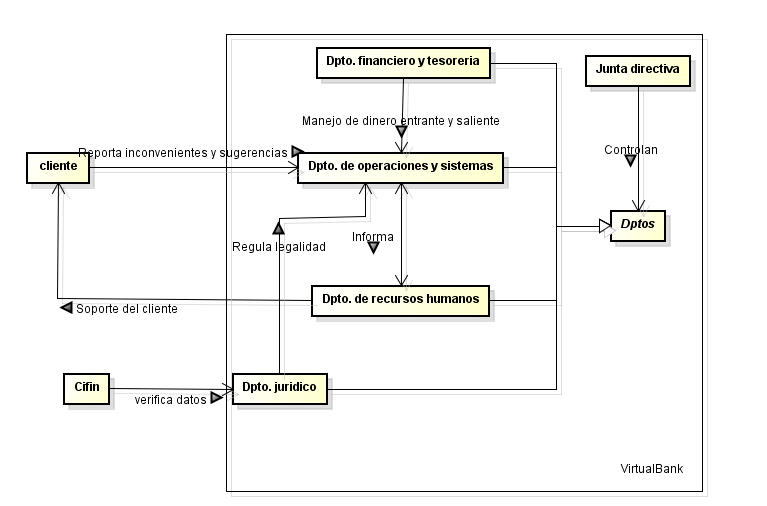 Dpto. financiero y tesoreria
Junta directiva
Manejo de dinero entrante y saliente
Reporta inconvenientes y sugerencias
Controlan
cliente
Dpto. de operaciones y sistemas
Dptos
Informa
Regula legalidad
Dpto. de recursos humanos
Soporte del cliente
Cifin
Dpto. juridico
verifica datos
VirtualBank